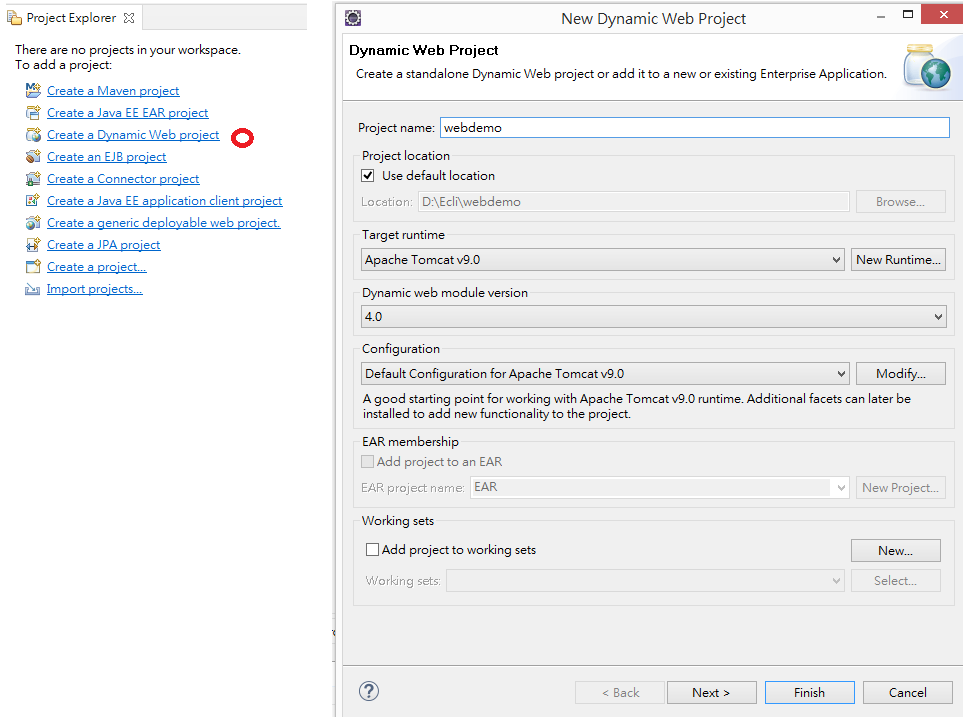 Project Explorer
There are no projects in your workspace.
To add a project:
Create a Maven project
Create a Java EE EAR project
Create a Dynamic Web project
Create an EJB project
Create a Connector project
Create a Java EE application client project
Create a generic deployable web project.
Create a JPA project
Create a project...
Import projects...
New Dynamic Web Project
Dynamic Web Project
Create a standalone Dynamic Web project or add it to a new or existing Enterprise Application.
Project name: webdemo
Project location
Use default location
Location: D:\Ecli\webdemo Browse...
Target runtime
Apache Tomcat v9.0 New Runtime...
Dynamic web module version
4.0
Configuration
Default Configuration for Apache Tomcat v9.0 Modify...
A good starting point for working with Apache Tomcat v9.0 runtime. Additional facets can later be
installed to add new functionality to the project.
EAR membership
Add project to an EAR
EAR project name: EAR New Project...
Working sets
Add project to working sets New...
Working sets: Select...
? < Back Next > Finish Cancel